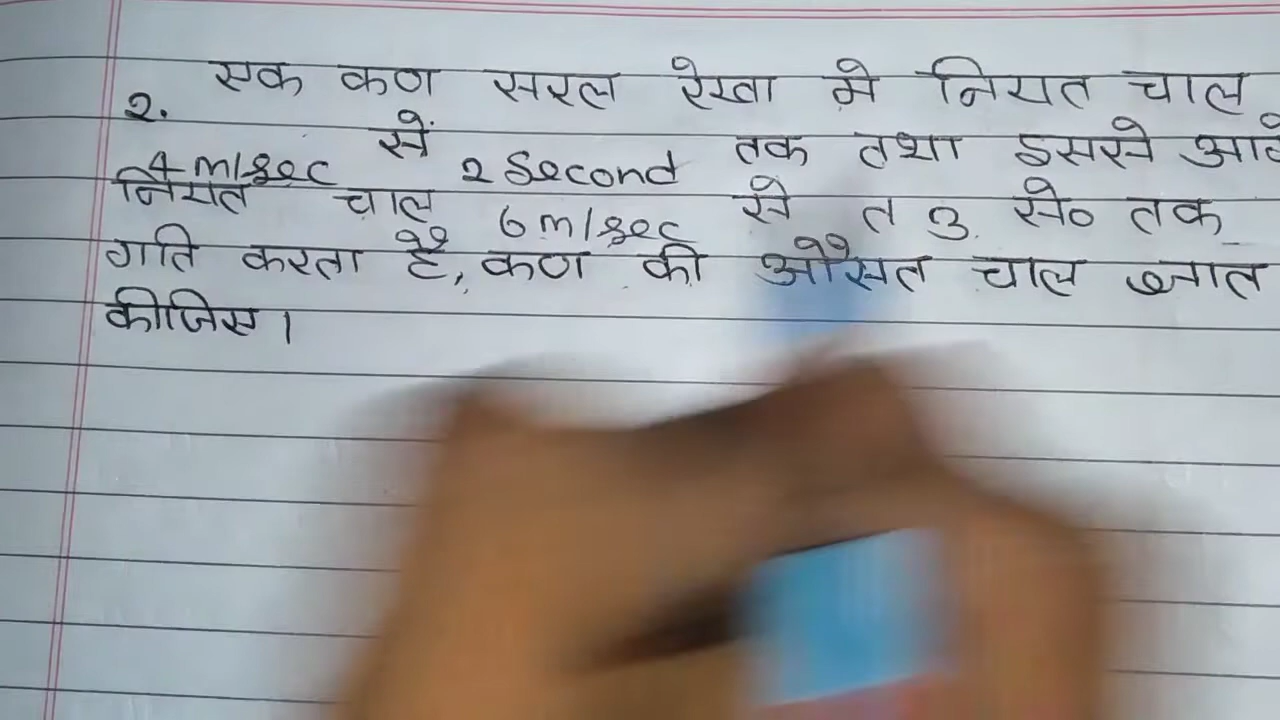 2. एक कण सरल रेखा मे नियत चाल
4 m/sec सें 2 Second तक तथा इससे आगे
नियत चाल 6 m/sec से त 3 से० तक
गति करता है, कण की औसत चाल ज्ञात
कीजिए।